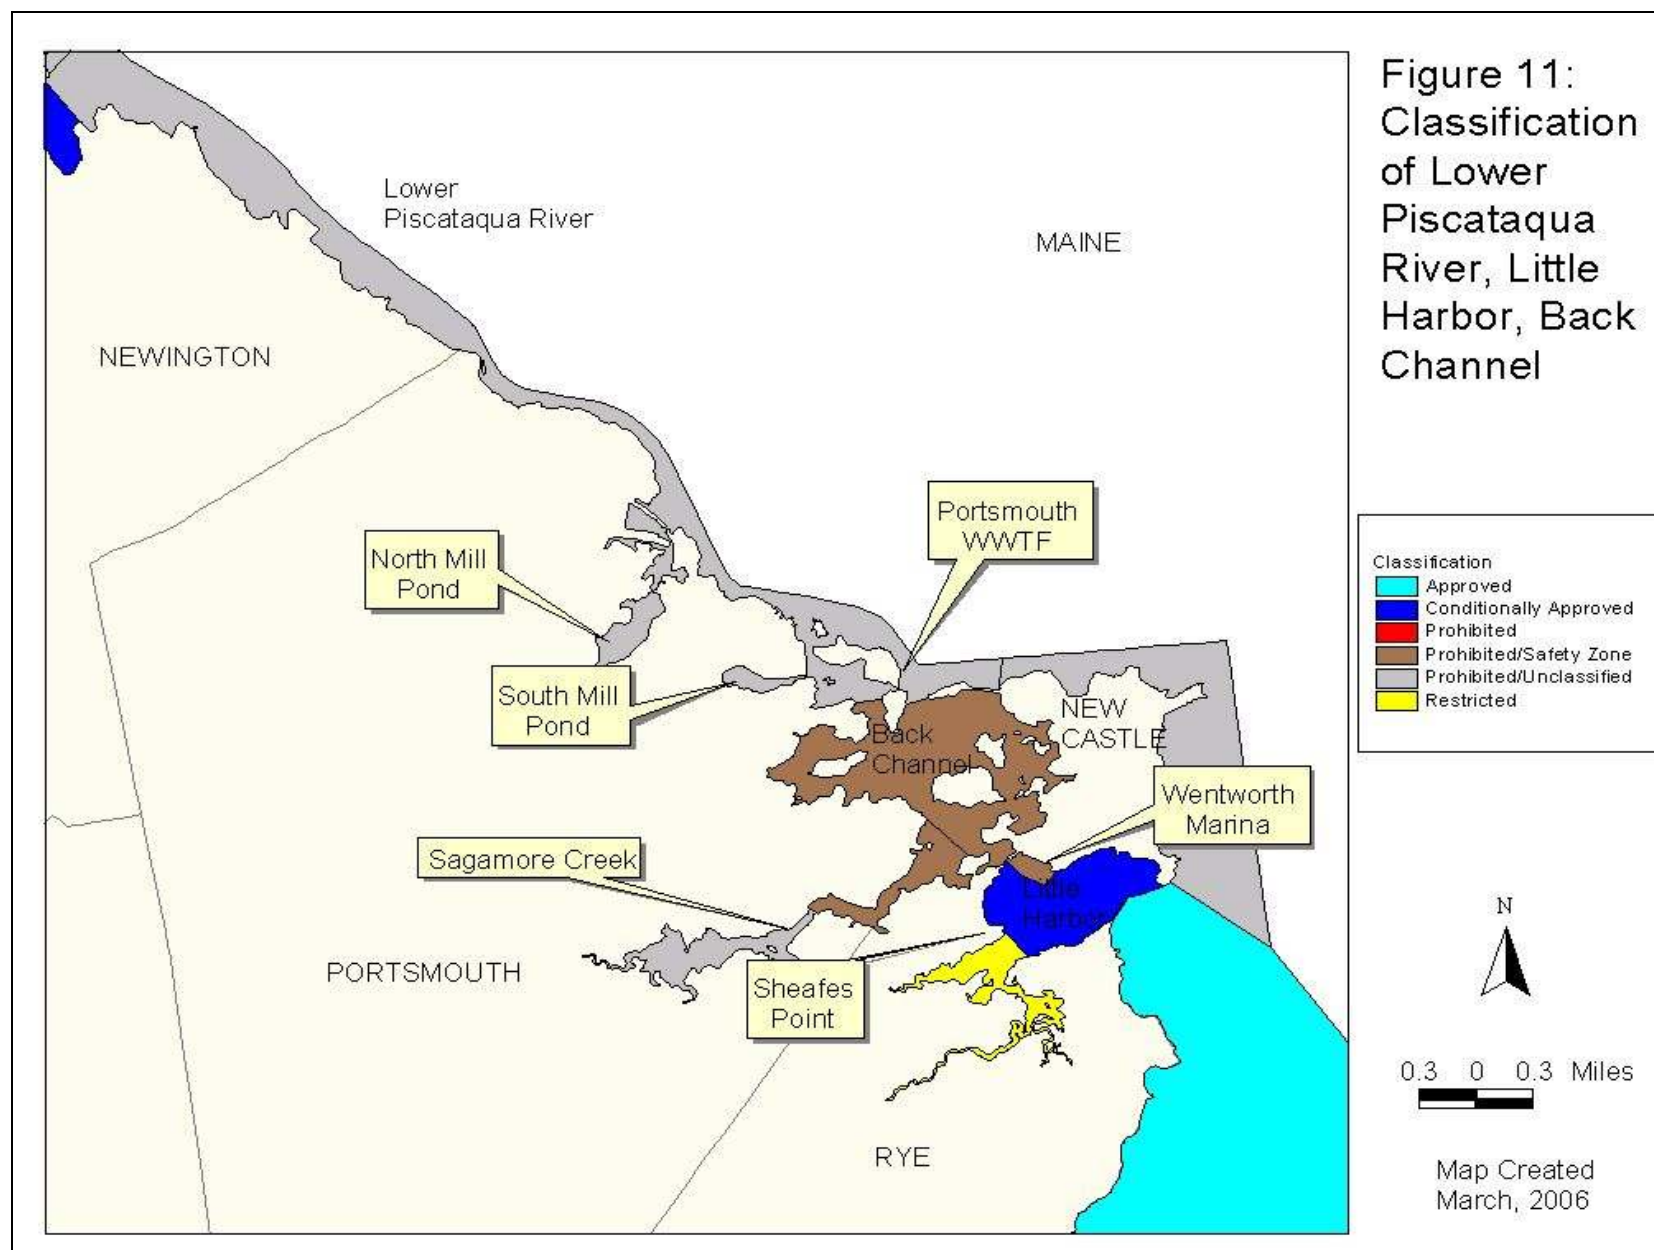 Figure 11:
Classification
of Lower
Piscataqua
River, Little
Harbor, Back
Channel
Lower
Piscataqua River
MAINE
NEWINGTON
Portsmouth
WWTF
North Mill
Pond
South Mill
Pond
NEW
CASTLE
Back
Channel
Wentworth
Marina
Sagamore Creek
Little
Harbor
PORTSMOUTH
Sheafes
Point
RYE
Classification
Approved
Conditionally Approved
Prohibited
Prohibited/Safety Zone
Prohibited/Unclassified
Restricted
N
0.3 0 0.3 Miles
Map Created
March, 2006